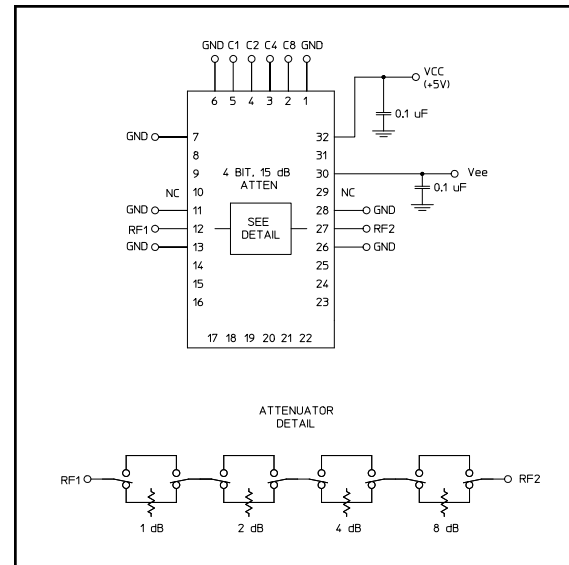 GND C1 C2 C4 C8 GND
6 5 4 3 2 1
VCC
(+5V)
0.1 uF
GND 7 32
8 31
9 30 Vee
4 BIT, 15 dB
ATTEN
0.1 uF
NC 10 29 NC
GND 11 28 GND
RF1 12 27 RF2
SEE
DETAIL
GND 13 26 GND
14 25
15 24
16 23
17 18 19 20 21 22
ATTENUATOR
DETAIL
RF1 RF2
1 dB 2 dB 4 dB 8 dB